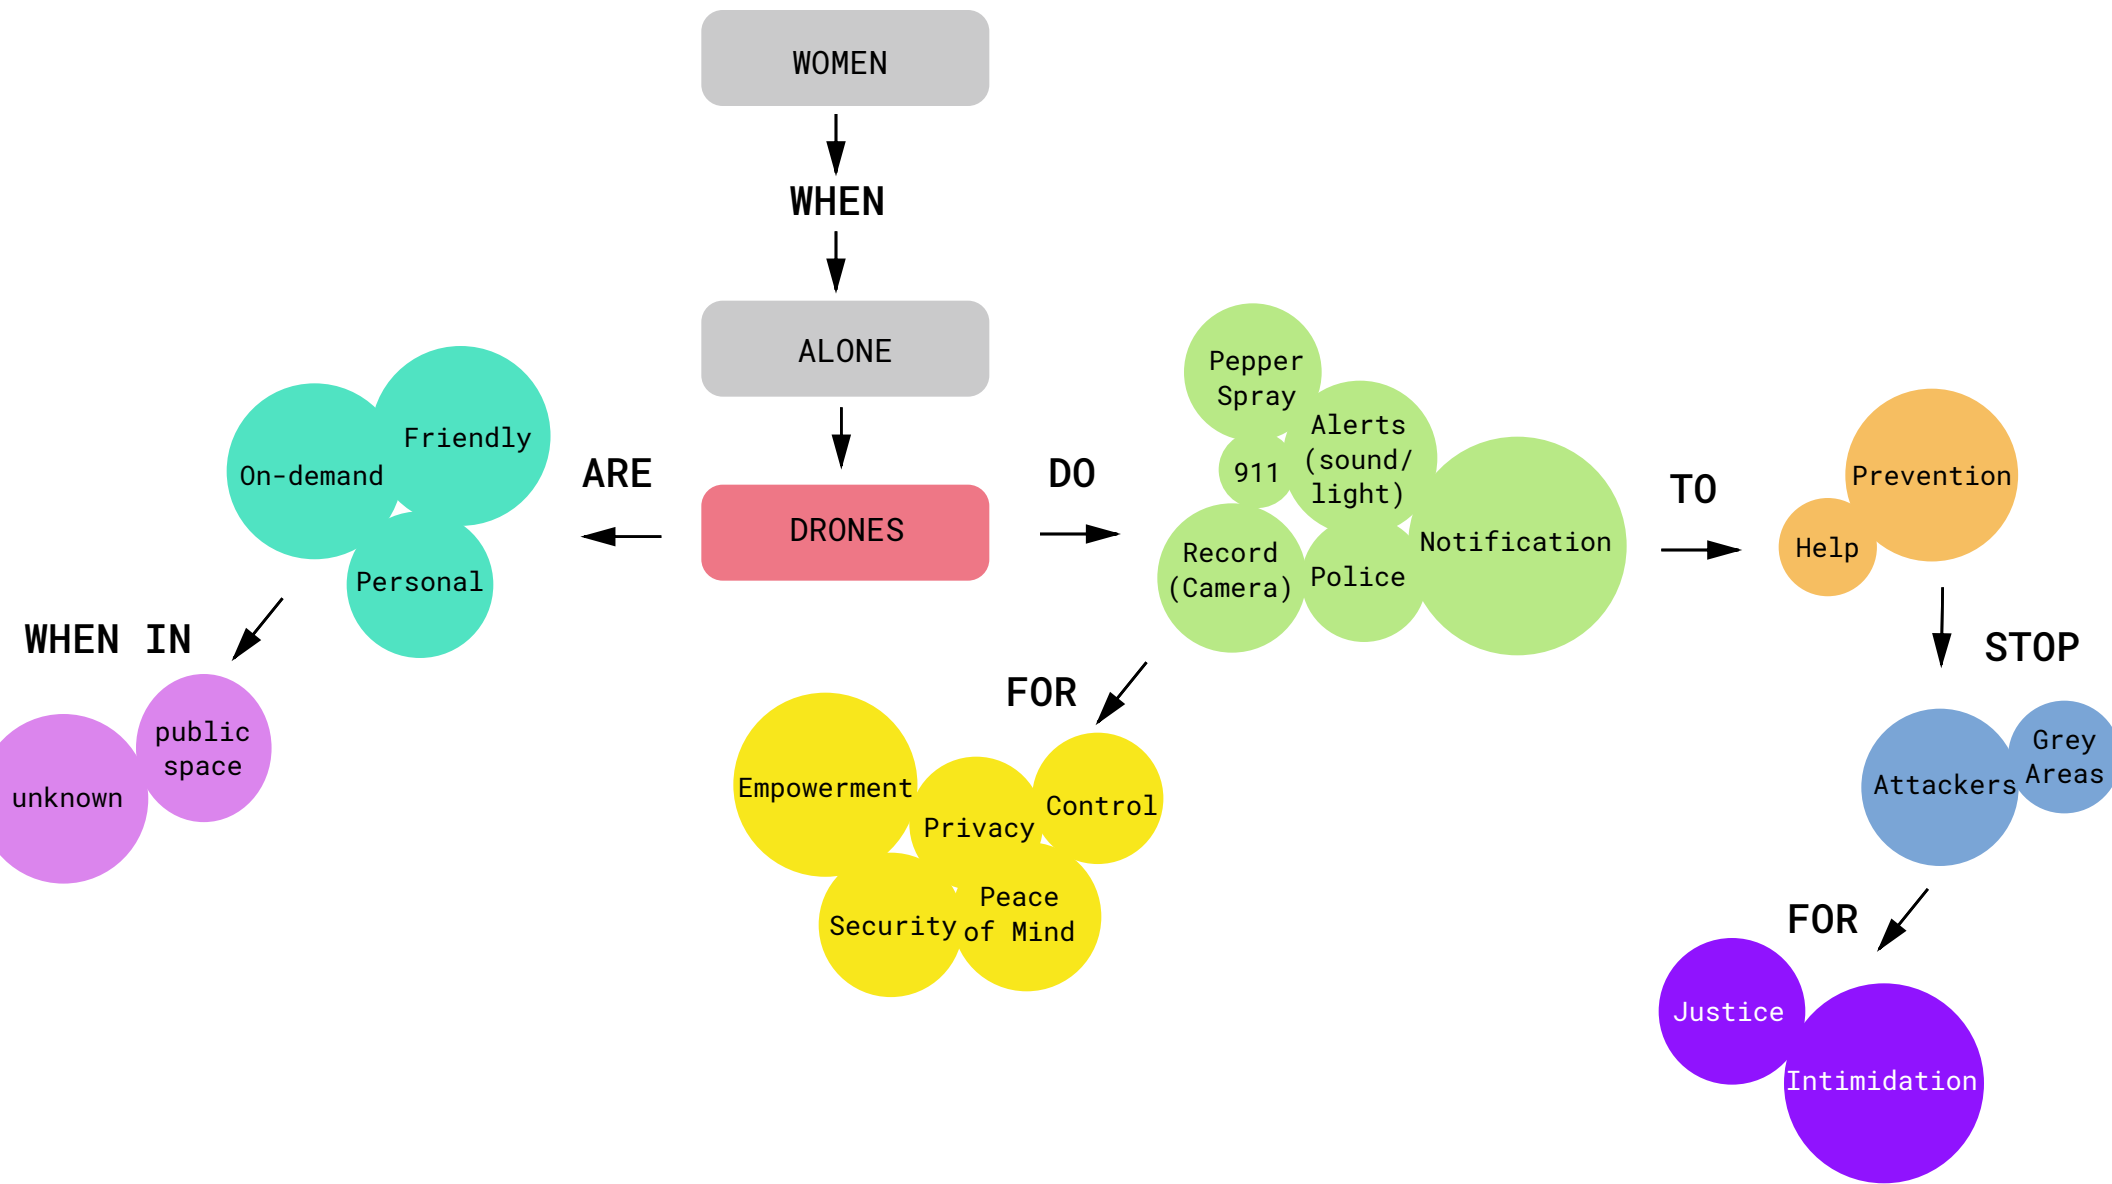 WOMEN
WHEN
ALONE
DRONES
ARE
Friendly
On-demand
Personal
WHEN IN
public
space
unknown
DO
Pepper
Spray
Alerts
(sound/
light)
911
Record
(Camera)
Police
Notification
FOR
Empowerment
Privacy
Control
Security
Peace
of Mind
TO
Prevention
Help
STOP
Attackers
Grey
Areas
FOR
Justice
Intimidation